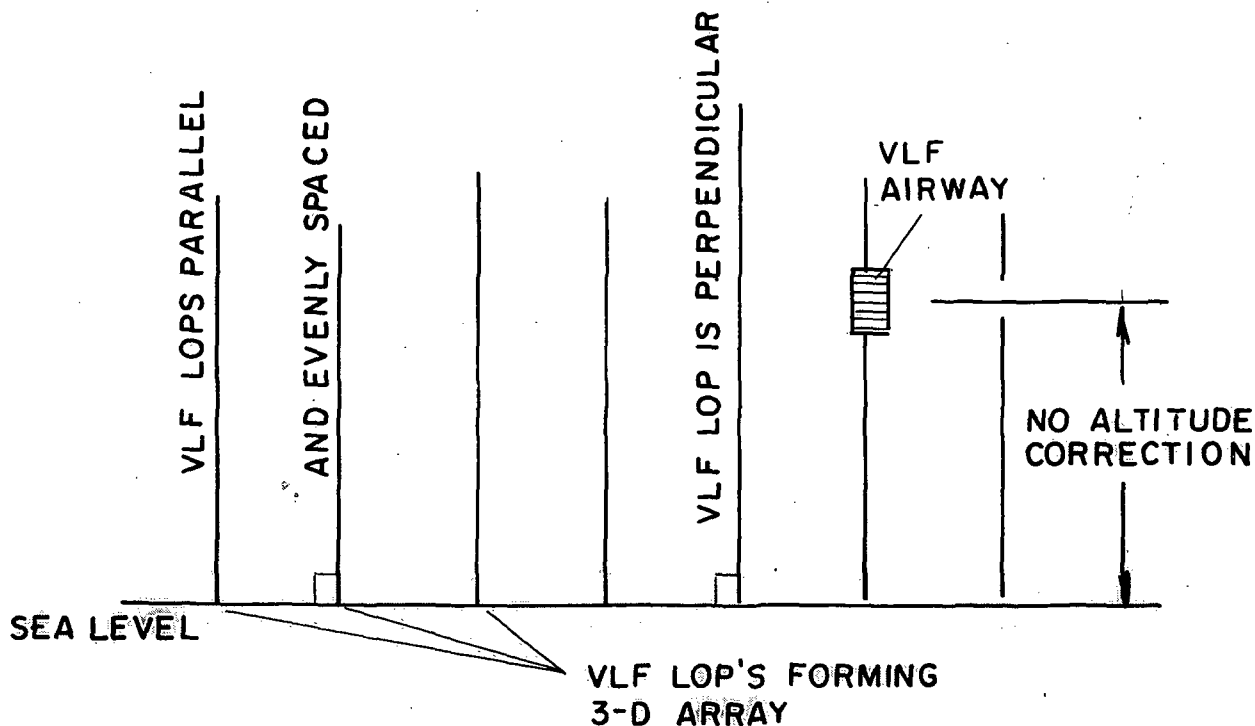 VLF LOPS PARALLEL
AND EVENLY SPACED
VLF LOP IS PERPENDICULAR
VLF
AIRWAY
NO ALTITUDE
CORRECTION
SEA LEVEL
VLF LOP'S FORMING
3-D ARRAY